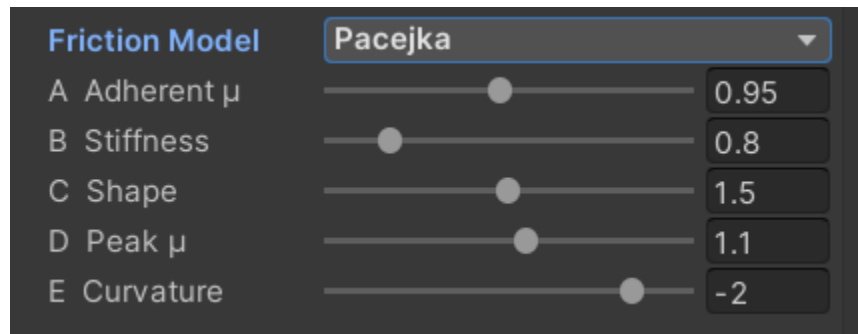 Friction Model Pacejka
A Adherent μ 0.95
B Stiffness 0.8
C Shape 1.5
D Peak μ 1.1
E Curvature -2